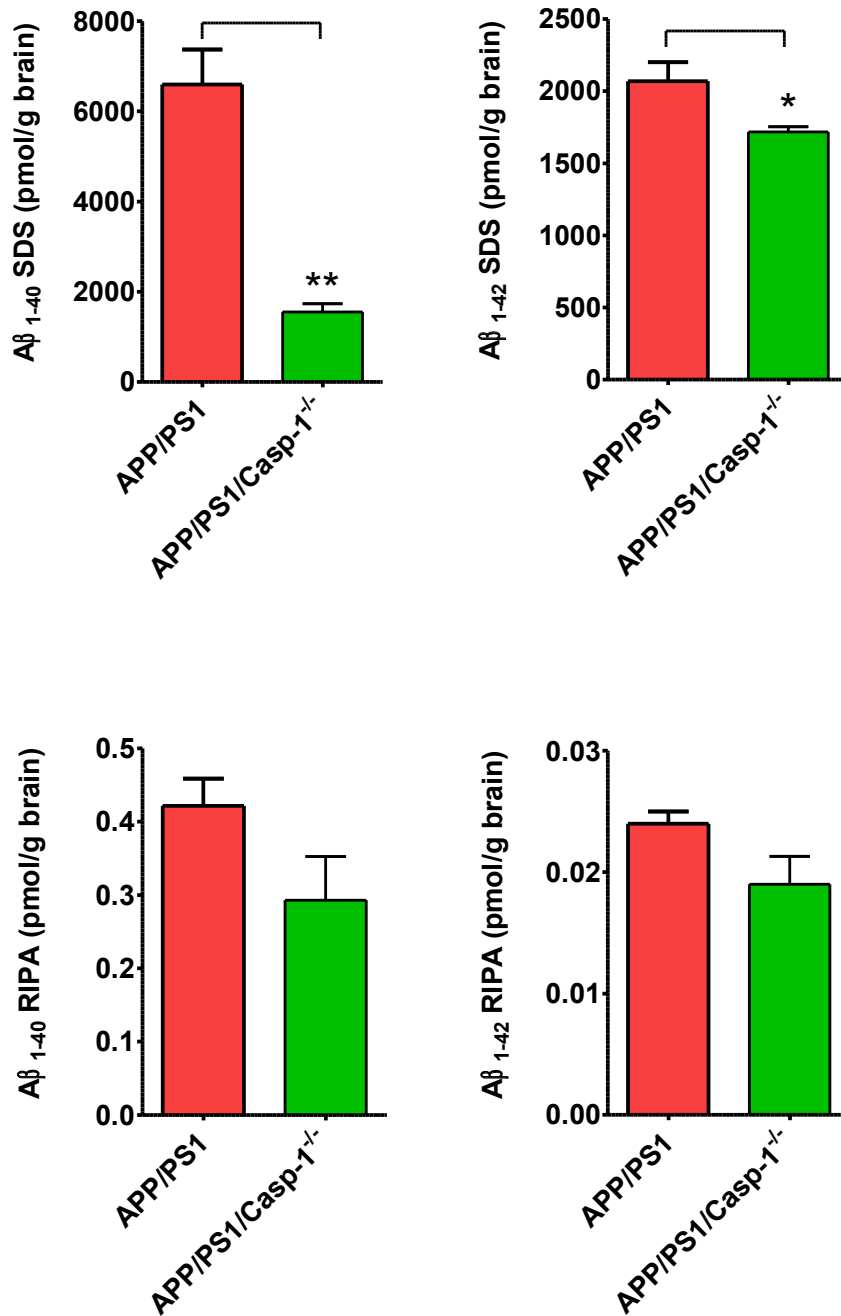 Aβ 1-40 SDS (pmol/g brain)
8000
6000
4000
2000
0
**
APP/PS1
APP/PS1/Casp-1-/-
Aβ 1-42 SDS (pmol/g brain)
2500
2000
1500
1000
500
0
*
APP/PS1
APP/PS1/Casp-1-/-
Aβ 1-40 RIPA (pmol/g brain)
0.5
0.4
0.3
0.2
0.1
0.0
APP/PS1
APP/PS1/Casp-1-/-
Aβ 1-42 RIPA (pmol/g brain)
0.03
0.02
0.01
0.00
APP/PS1
APP/PS1/Casp-1-/-